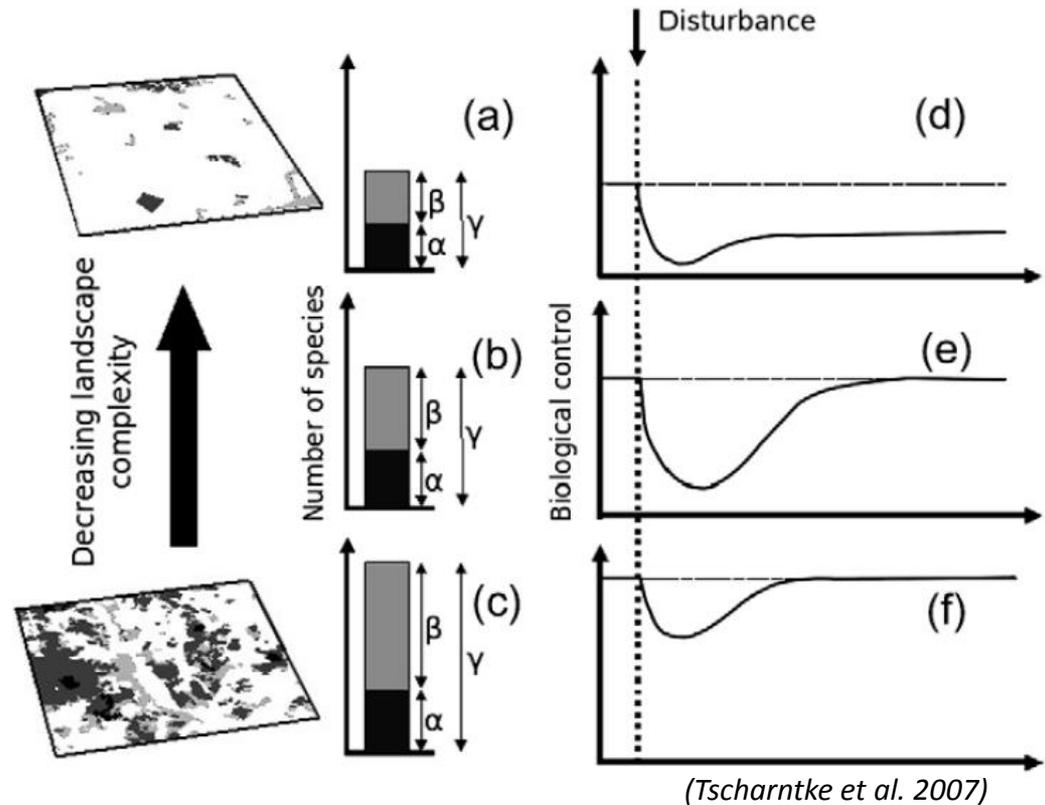 Disturbance
(a)
β
α
γ
(d)
Decreasing landscape
complexity
Number of species
(b)
β
α
γ
Biological control
(e)
(c)
β
α
γ
(f)
(Tscharntke et al. 2007)